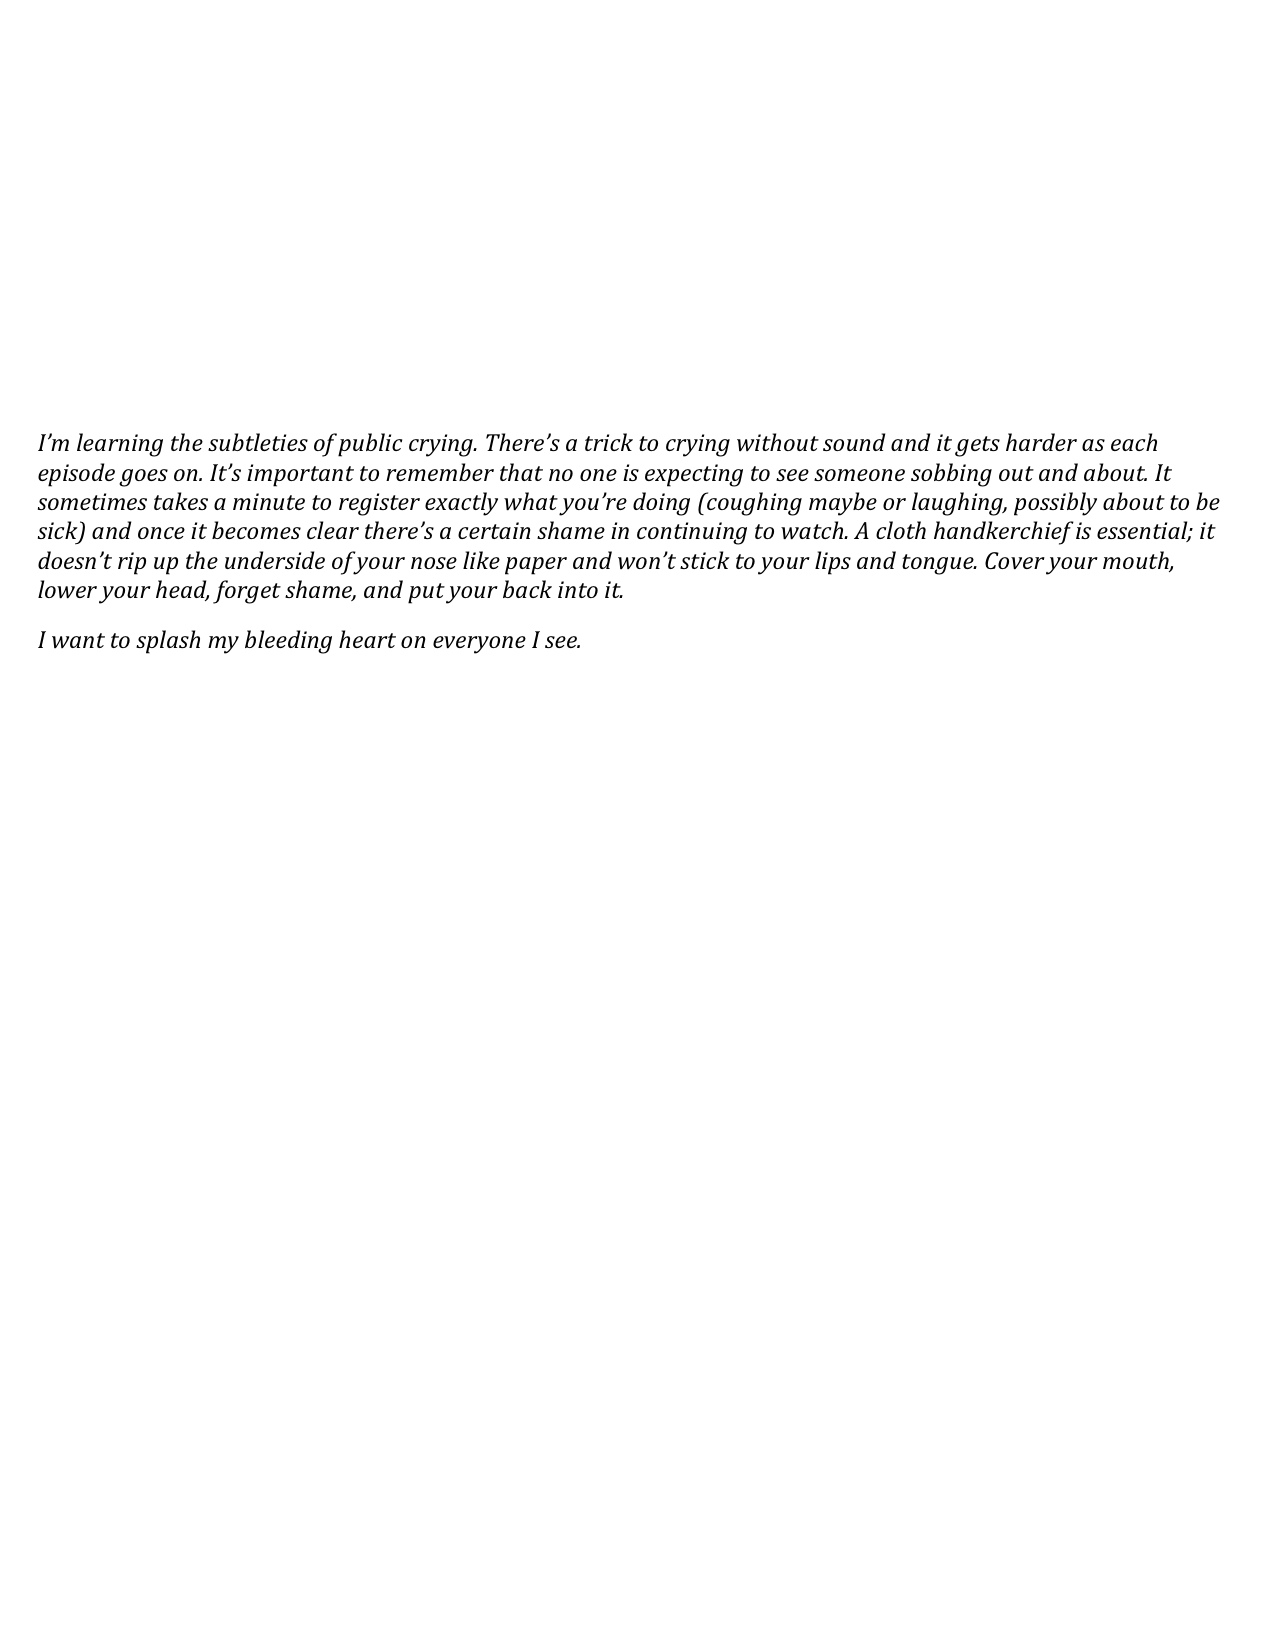 I’m learning the subtleties of public crying. There’s a trick to crying without sound and it gets harder as each
episode goes on. It’s important to remember that no one is expecting to see someone sobbing out and about. It
sometimes takes a minute to register exactly what you’re doing (coughing maybe or laughing, possibly about to be
sick) and once it becomes clear there’s a certain shame in continuing to watch. A cloth handkerchief is essential; it
doesn’t rip up the underside of your nose like paper and won’t stick to your lips and tongue. Cover your mouth,
lower your head, forget shame, and put your back into it.
I want to splash my bleeding heart on everyone I see.